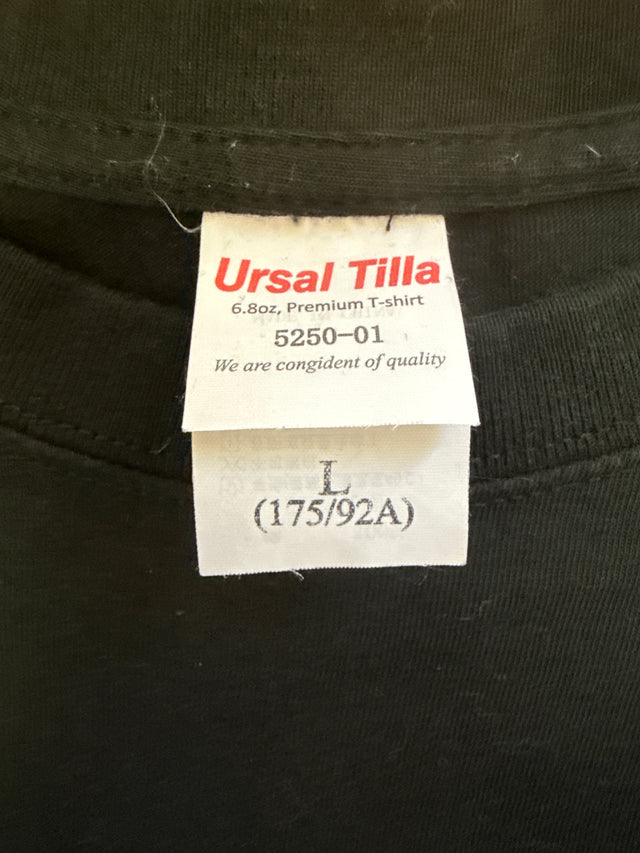 Ursal Tilla
6.8oz, Premium T-shirt
5250-01
We are congident of quality
L
(175/92A)